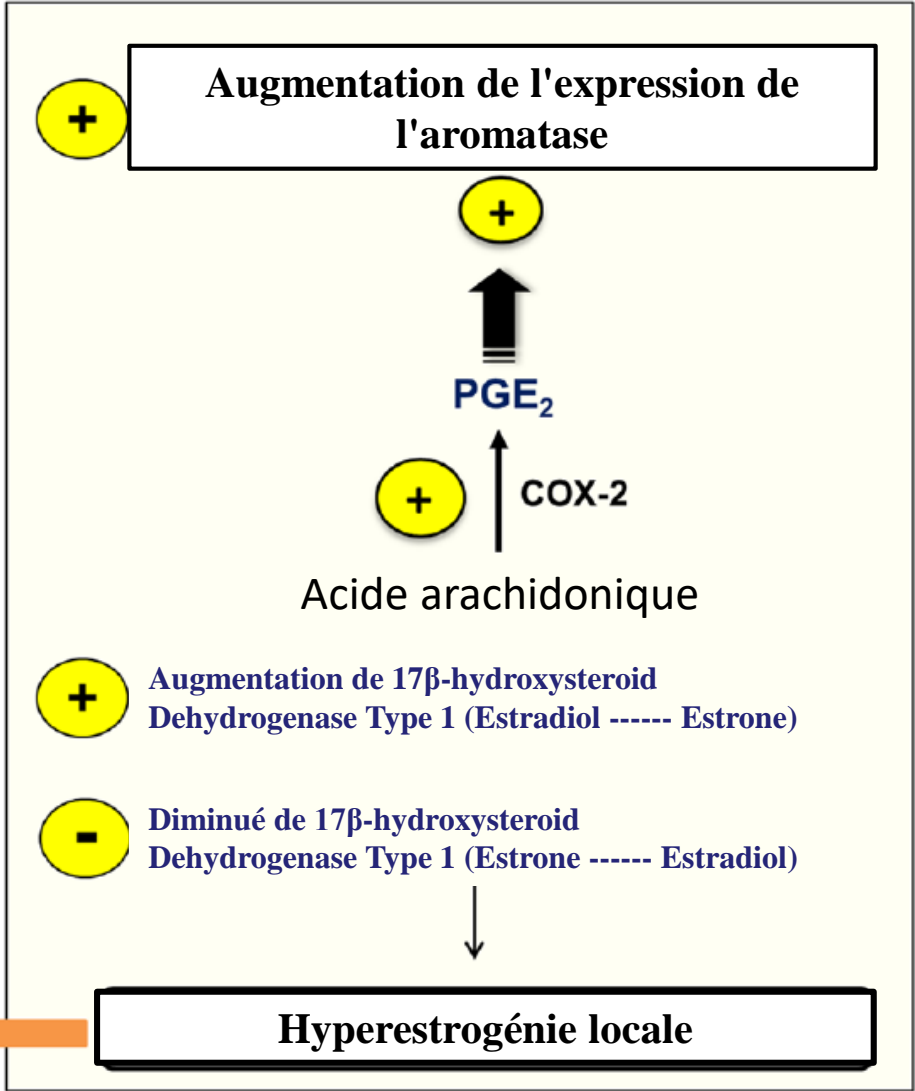 +
Augmentation de l'expression de
l'aromatase
+
PGE₂
+
COX-2
Acide arachidonique
+
Augmentation de 17β-hydroxysteroid
Dehydrogenase Type 1 (Estradiol ------ Estrone)
-
Diminué de 17β-hydroxysteroid
Dehydrogenase Type 1 (Estrone ------ Estradiol)
Hyperestrogénie locale